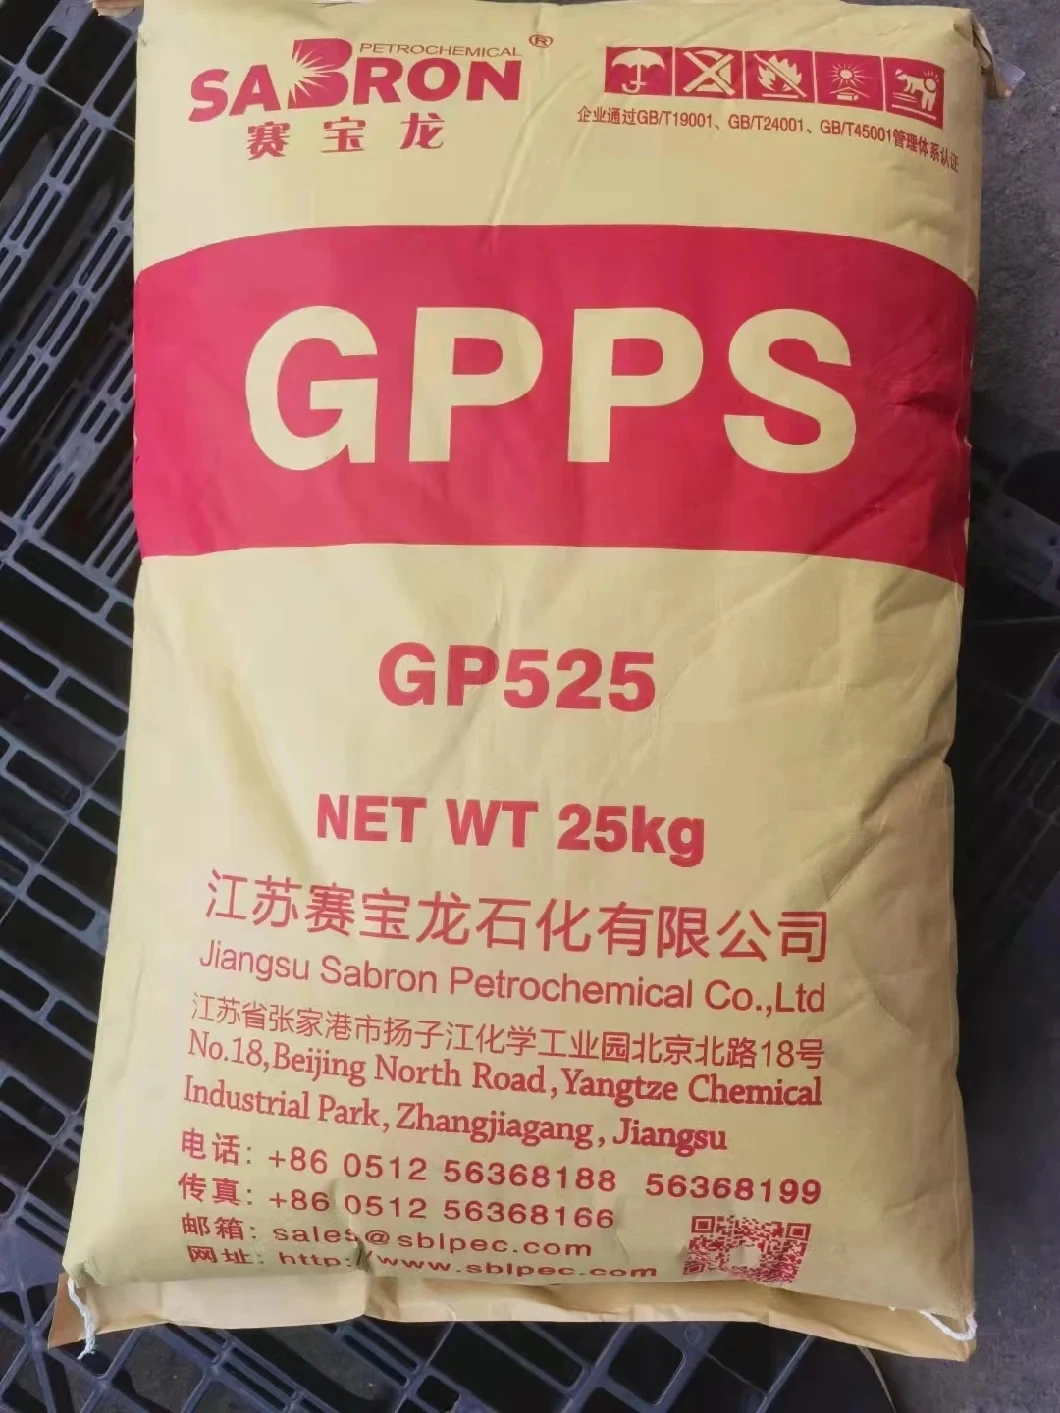 PETROCHEMICAL ®
SABRON
赛宝龙
企业通过GB/T19001、GB/T24001、GB/T45001管理体系认证
GPPS
GP525
NET WT 25kg
江苏赛宝龙石化有限公司
Jiangsu Sabron Petrochemical Co.,Ltd
江苏省张家港市扬子江化学工业园北京北路18号
No.18,Beijing North Road,Yangtze Chemical
Industrial Park,Zhangjiagang,Jiangsu
电话: +86 0512 56368188 56368199
传真: +86 0512 56368166
邮箱: sales@sblpec.com
网址: http://www.sblpec.com